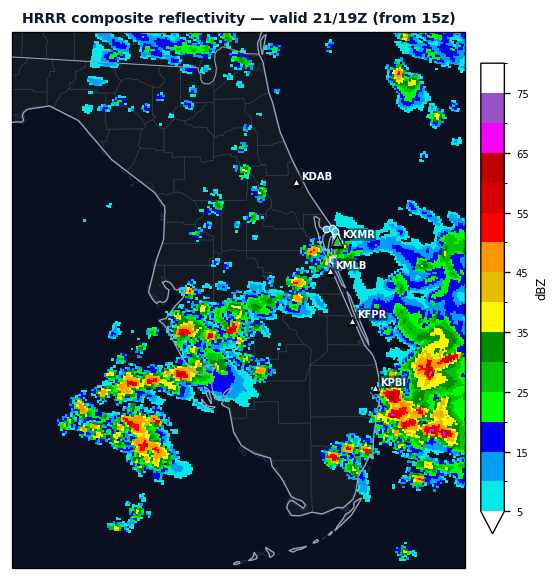 HRRR composite reflectivity — valid 21/19Z (from 15z)
KDAB
KXMR
KMLB
KFPR
KPBI
75
65
55
45
35
25
15
5
dBZ